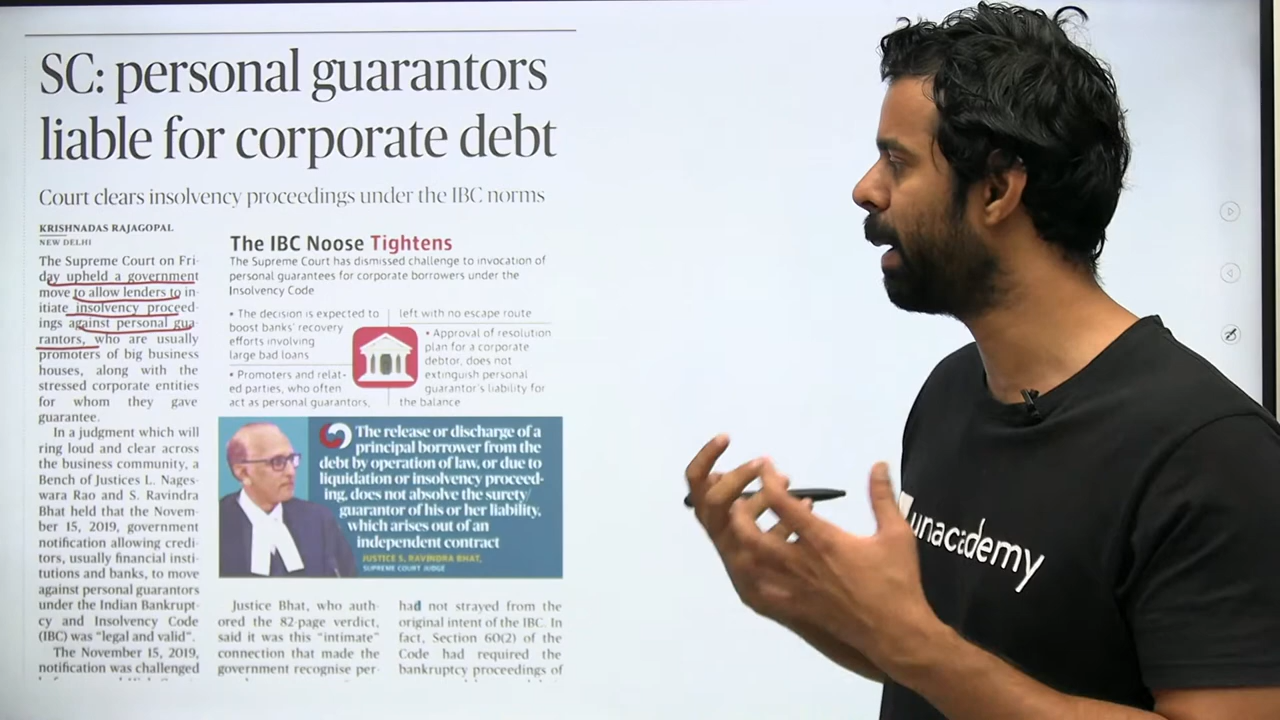 SC: personal guarantors
liable for corporate debt
Court clears insolvency proceedings under the IBC norms
KRISHNADAS RAJAGOPAL
NEW DELHI
The Supreme Court on Fri-
day upheld a government
move to allow lenders to in-
itiate insolvency proceed-
ings against personal gua-
rantors, who are usually
promoters of big business
houses, along with the
stressed corporate entities
for whom they gave
guarantee.
In a judgment which will
ring loud and clear across
the business community, a
Bench of Justices L. Nages-
wara Rao and S. Ravindra
Bhat held that the Novem-
ber 15, 2019, government
notification allowing credi-
tors, usually financial insti-
tutions and banks, to move
against personal guarantors
under the Indian Bankrupt-
cy and Insolvency Code
(IBC) was “legal and valid”.
The November 15, 2019,
notification was challenged
The IBC Noose Tightens
The Supreme Court has dismissed challenge to invocation of
personal guarantees for corporate borrowers under the
Insolvency Code
• The decision is expected to
boost banks' recovery
efforts involving
large bad loans
• Promoters and relat-
ed parties, who often
act as personal guarantors,
left with no escape route
• Approval of resolution
plan for a corporate
debtor, does not
extinguish personal
guarantor's liability for
the balance
The release or discharge of a
principal borrower from the
debt by operation of law, or due to
liquidation or insolvency proceed-
ing, does not absolve the surety/
guarantor of his or her liability,
which arises out of an
independent contract
JUSTICE S. RAVINDRA BHAT,
SUPREME COURT JUDGE
Justice Bhat, who auth-
ored the 82-page verdict,
said it was this “intimate”
connection that made the
government recognise per-
had not strayed from the
original intent of the IBC. In
fact, Section 60(2) of the
Code had required the
bankruptcy proceedings of
unacademy